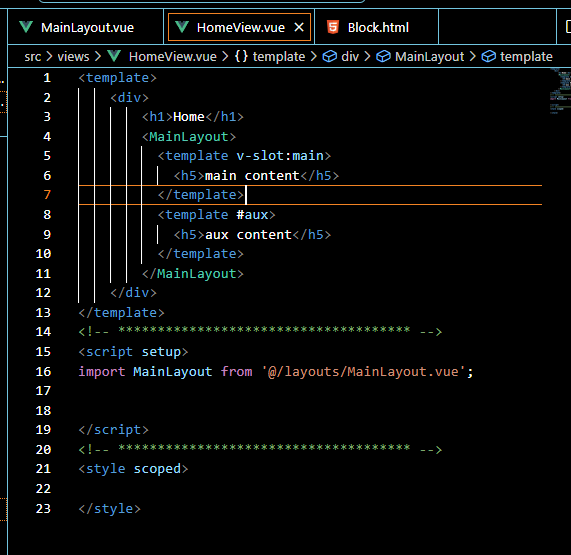 MainLayout.vue HomeView.vue Block.html
src > views > HomeView.vue > {} template > div > MainLayout > template
1 <template>
2 <div>
3 <h1>Home</h1>
4 <MainLayout>
5 <template v-slot:main>
6 <h5>main content</h5>
7 </template>
8 <template #aux>
9 <h5>aux content</h5>
10 </template>
11 </MainLayout>
12 </div>
13 </template>
14 <!-- ************************************* -->
15 <script setup>
16 import MainLayout from '@/layouts/MainLayout.vue';
17
18
19 </script>
20 <!-- ************************************* -->
21 <style scoped>
22
23 </style>